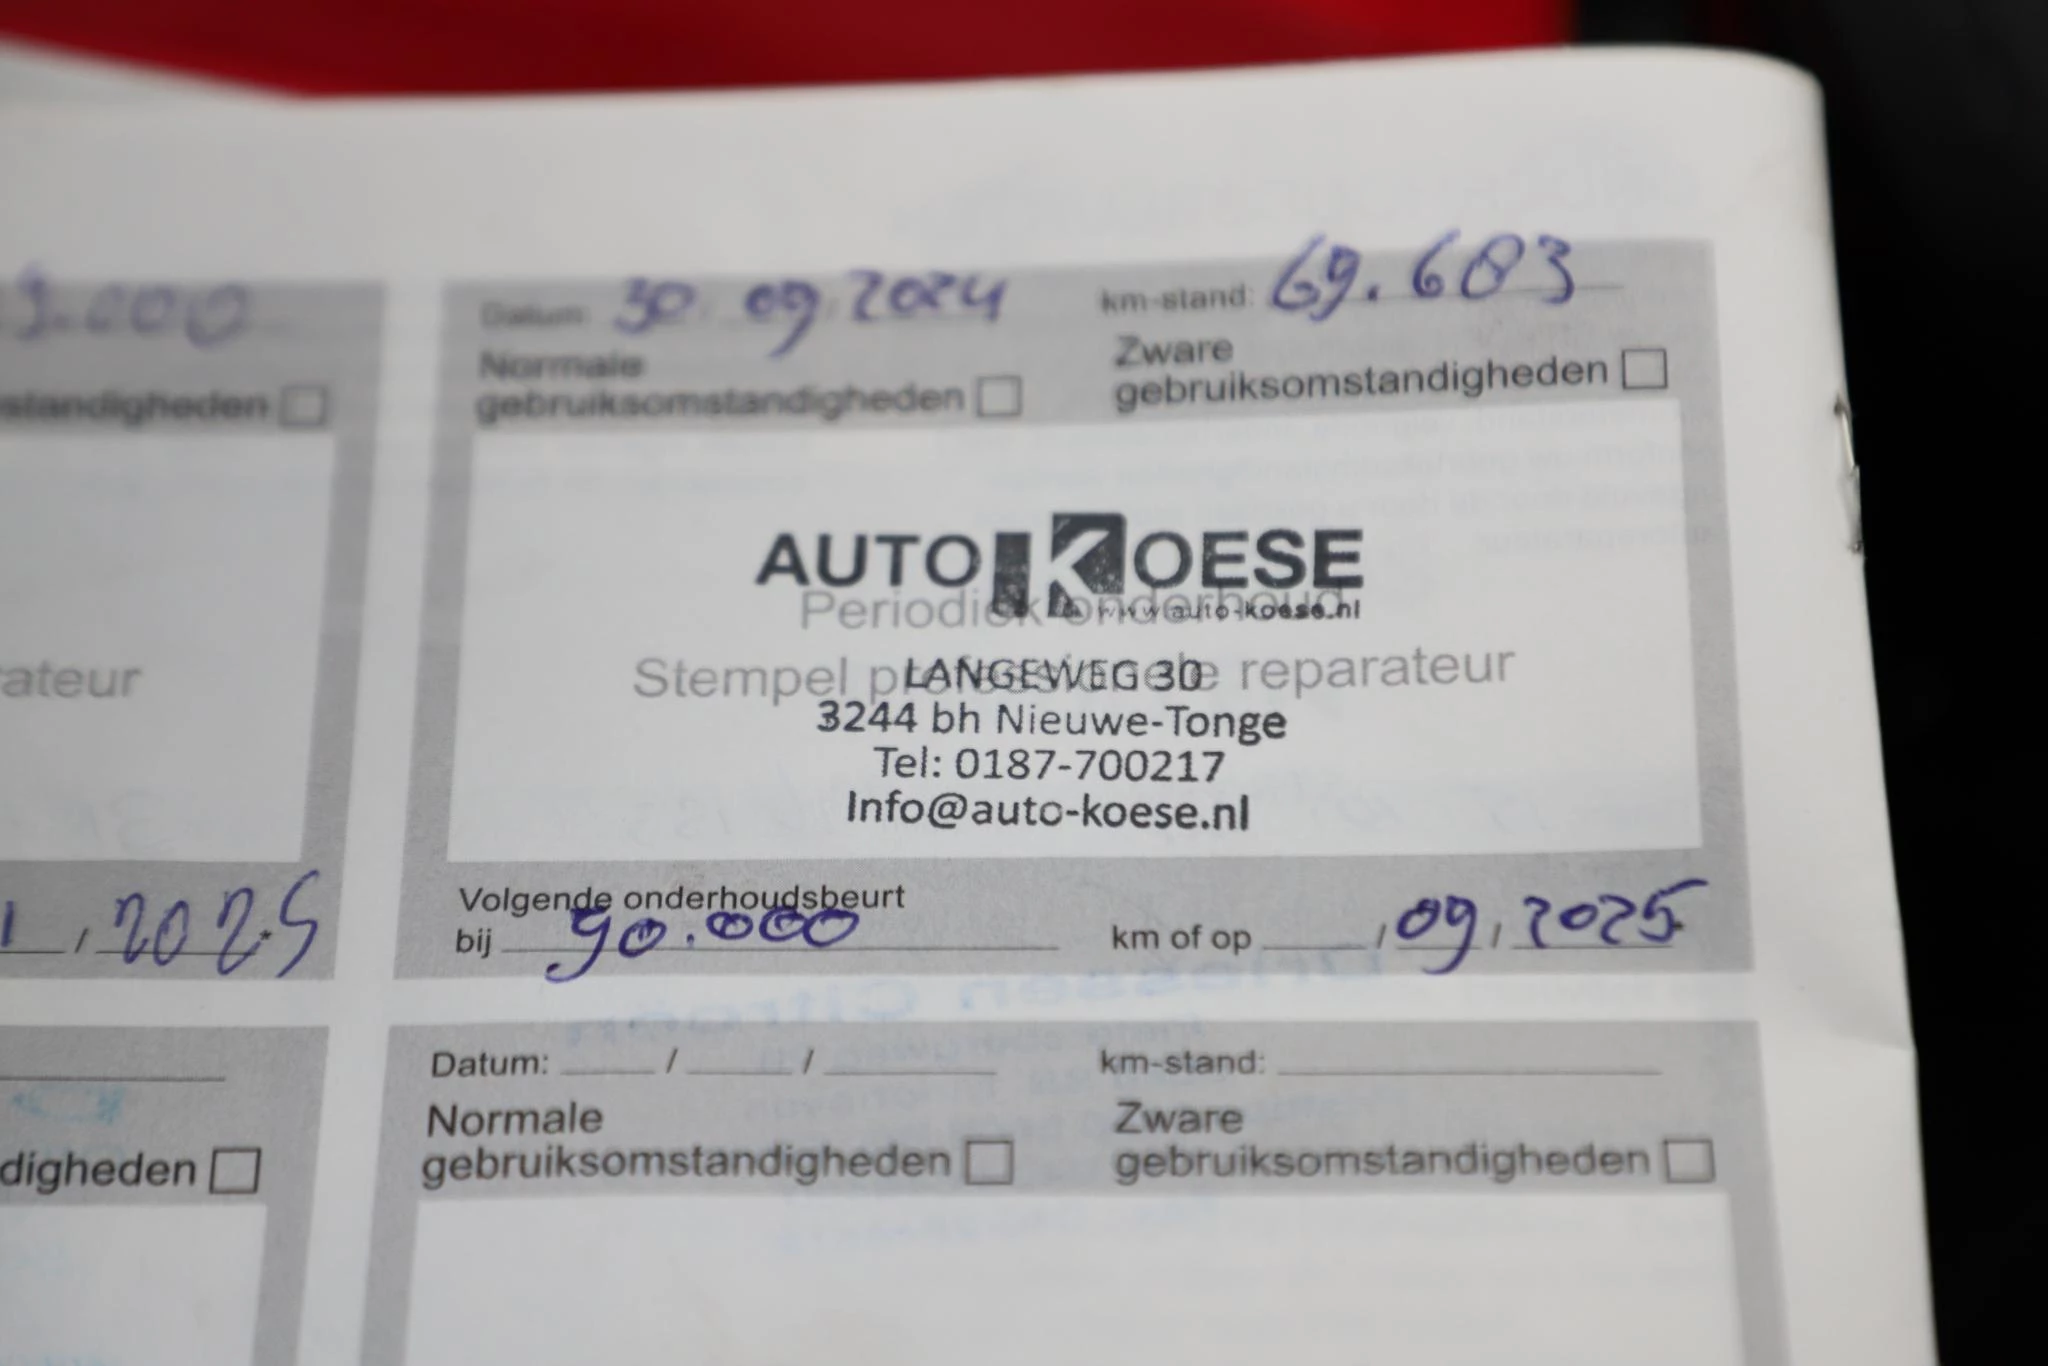 9.000
standigheden
ateur
1 / 2025
Datum: 30 09 2024 km-stand: 69.683
Normale gebruiksomstandigheden
Zware gebruiksomstandigheden
AUTO KOESE
www.auto-koese.nl
Periodiek onderhoud
Stempel professionele reparateur
LANGEWEG 30
3244 bh Nieuwe-Tonge
Tel: 0187-700217
Info@auto-koese.nl
Volgende onderhoudsbeurt
bij 90.000 km of op / 09 / 2025
digheden
Datum: / / km-stand:
Normale gebruiksomstandigheden
Zware gebruiksomstandigheden